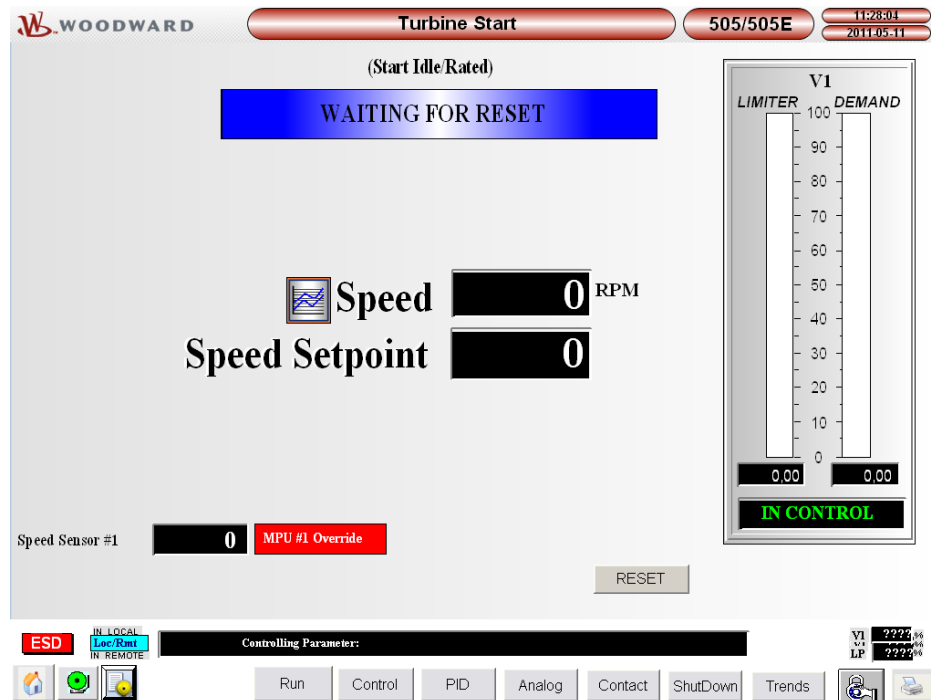 WOODWARD
Turbine Start
505/505E
11:28:04
2011-05-11
(Start Idle/Rated)
WAITING FOR RESET
V1
LIMITER
DEMAND
100
90
80
70
60
50
40
30
20
10
0
0,00
0,00
IN CONTROL
Speed
0
RPM
Speed Setpoint
0
Speed Sensor #1
0
MPU #1 Override
RESET
ESD
IN LOCAL
Loc/Rmt
IN REMOTE
Controlling Parameter:
V1
????
%
LP
????
%
Run
Control
PID
Analog
Contact
ShutDown
Trends